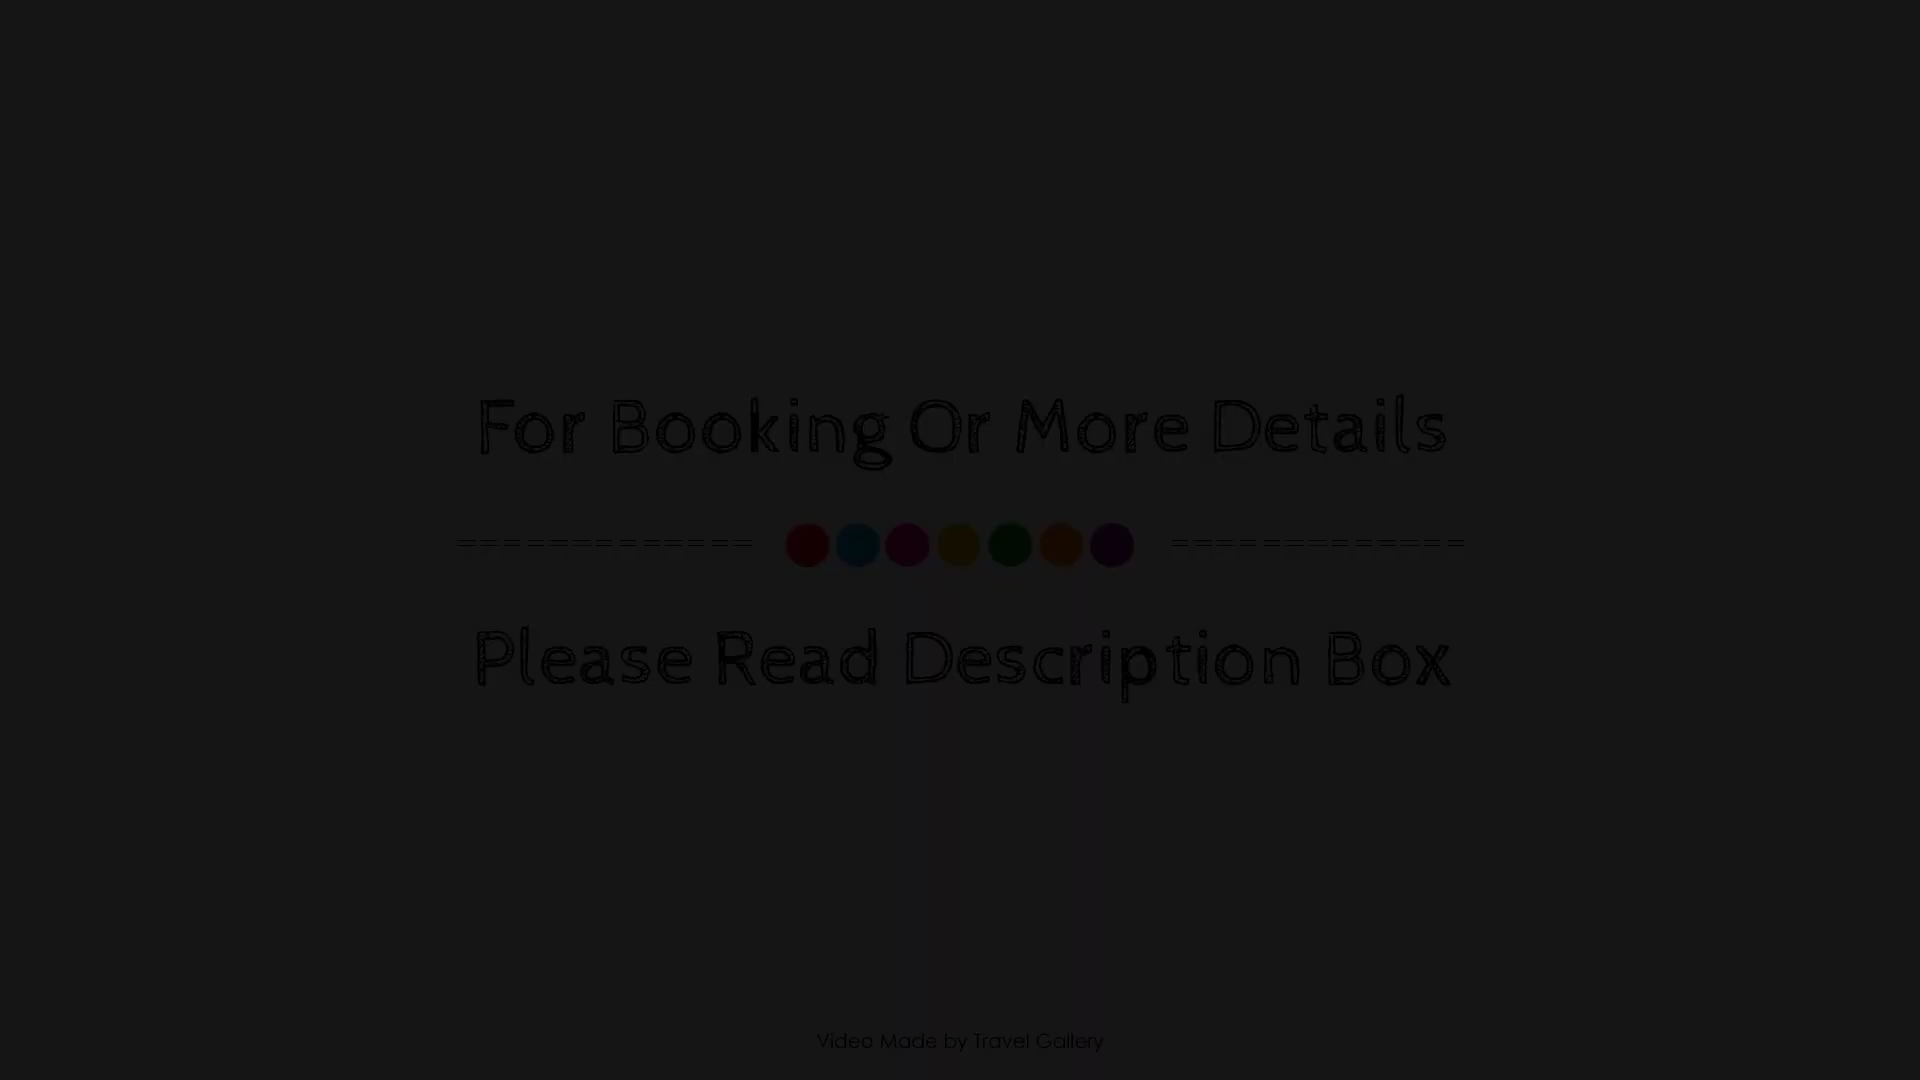 For Booking Or More Details
============= =============
Please Read Description Box
Video Made by Travel Gallery